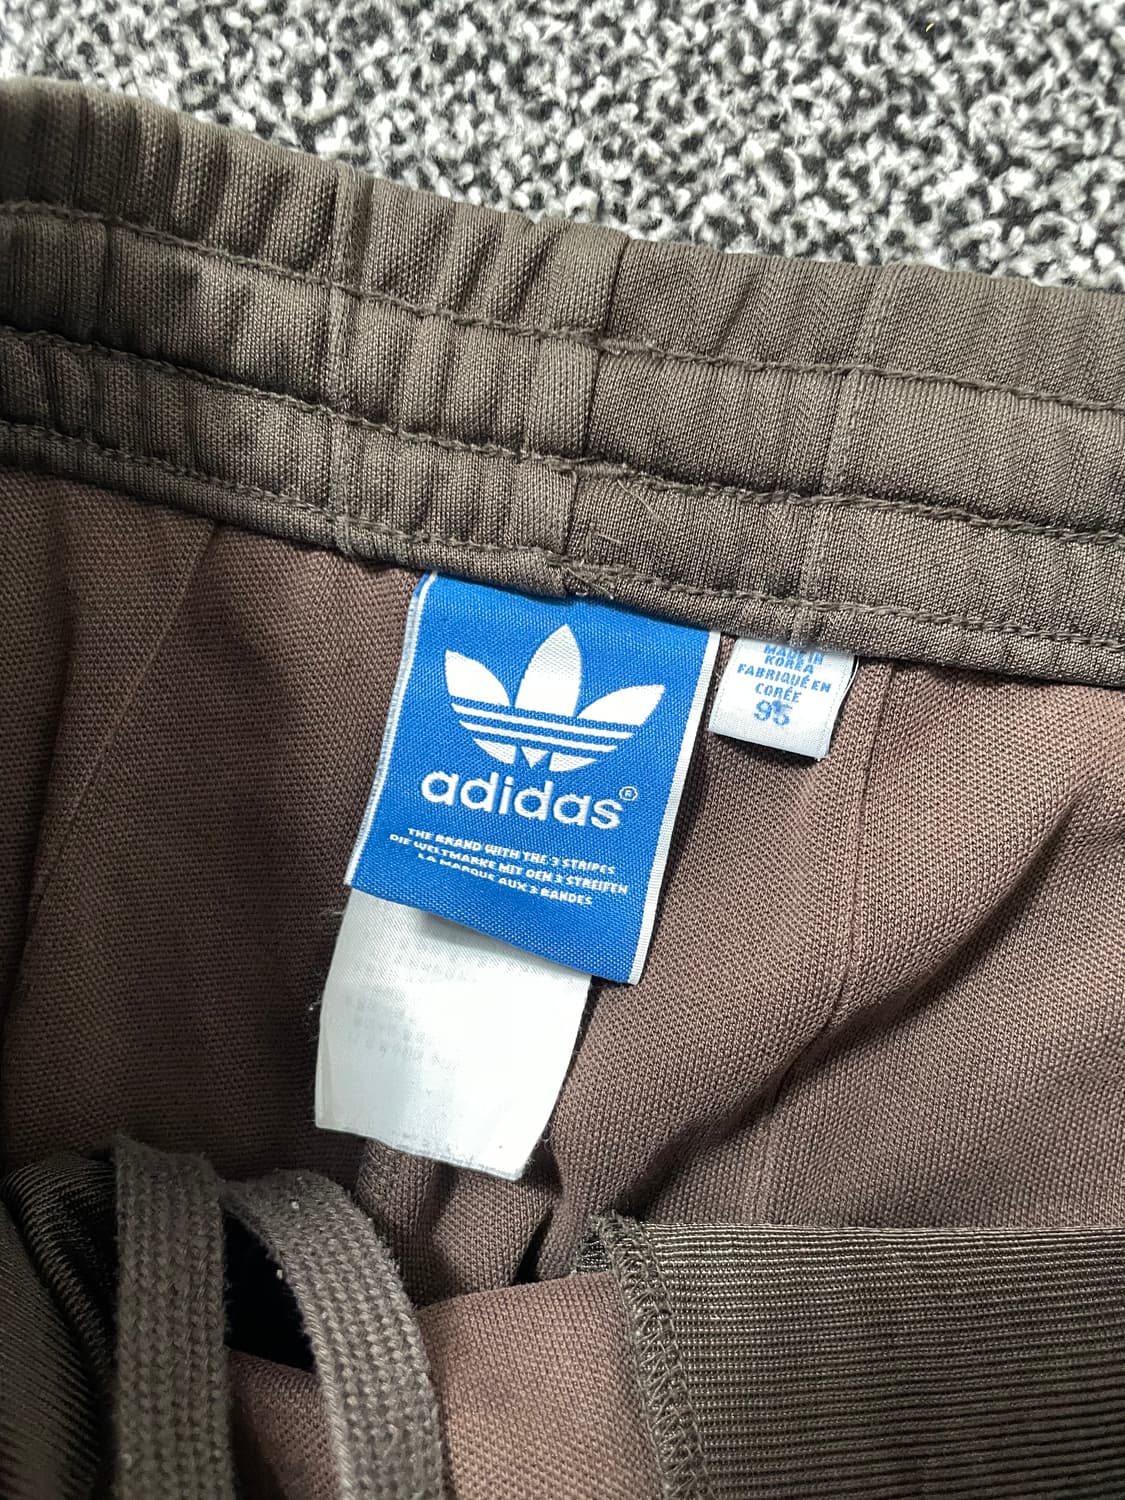 adidas®
THE BRAND WITH THE 3 STRIPES
DIE WELTMARKE MIT DEN 3 STREIFEN
LA MARQUE AUX 3 BANDES
MADE IN
KOREA
FABRIQUÉ EN
CORÉE
95